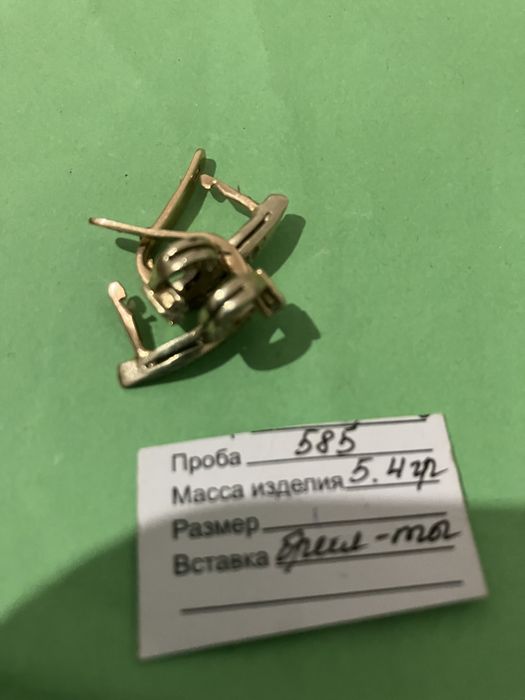 Проба 585
Масса изделия 5.4гр
Размер
Вставка брил-ты